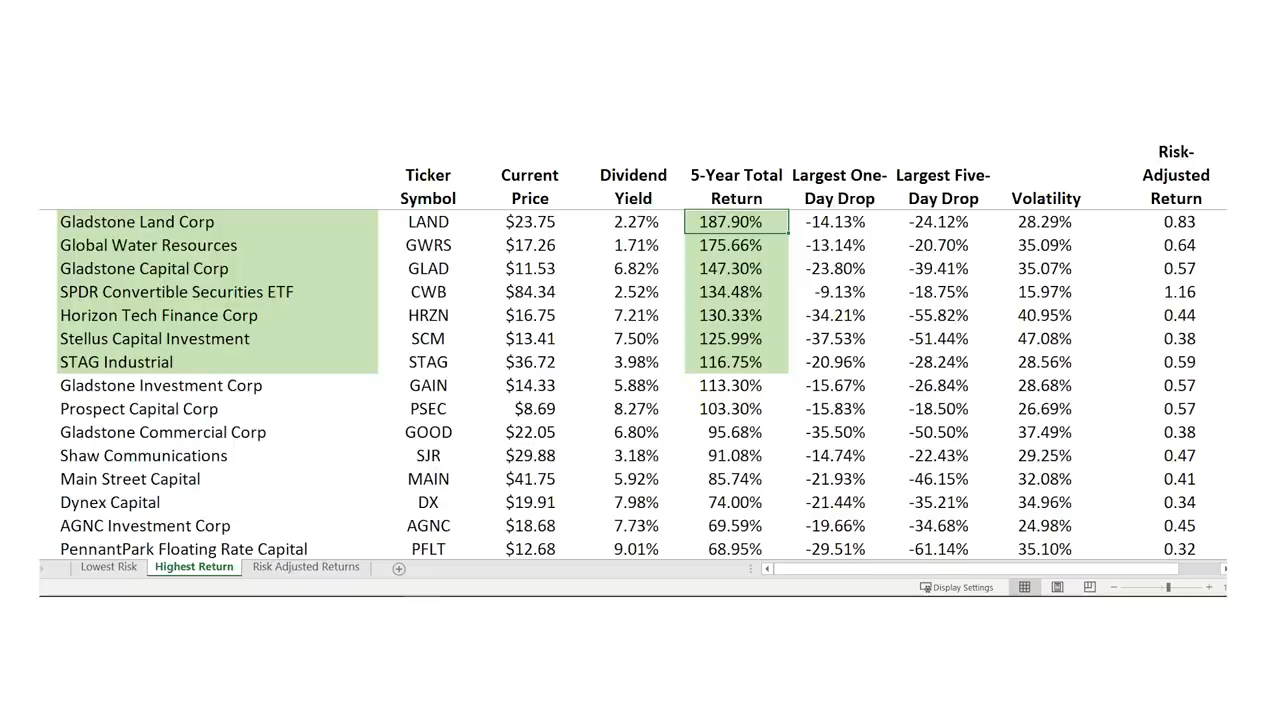 Risk-
Ticker Current Dividend 5-Year Total Largest One- Largest Five- Adjusted
Symbol Price Yield Return Day Drop Day Drop Volatility Return
Gladstone Land Corp LAND $23.75 2.27% 187.90% -14.13% -24.12% 28.29% 0.83
Global Water Resources GWRS $17.26 1.71% 175.66% -13.14% -20.70% 35.09% 0.64
Gladstone Capital Corp GLAD $11.53 6.82% 147.30% -23.80% -39.41% 35.07% 0.57
SPDR Convertible Securities ETF CWB $84.34 2.52% 134.48% -9.13% -18.75% 15.97% 1.16
Horizon Tech Finance Corp HRZN $16.75 7.21% 130.33% -34.21% -55.82% 40.95% 0.44
Stellus Capital Investment SCM $13.41 7.50% 125.99% -37.53% -51.44% 47.08% 0.38
STAG Industrial STAG $36.72 3.98% 116.75% -20.96% -28.24% 28.56% 0.59
Gladstone Investment Corp GAIN $14.33 5.88% 113.30% -15.67% -26.84% 28.68% 0.57
Prospect Capital Corp PSEC $8.69 8.27% 103.30% -15.83% -18.50% 26.69% 0.57
Gladstone Commercial Corp GOOD $22.05 6.80% 95.68% -35.50% -50.50% 37.49% 0.38
Shaw Communications SJR $29.88 3.18% 91.08% -14.74% -22.43% 29.25% 0.47
Main Street Capital MAIN $41.75 5.92% 85.74% -21.93% -46.15% 32.08% 0.41
Dynex Capital DX $19.91 7.98% 74.00% -21.44% -35.21% 34.96% 0.34
AGNC Investment Corp AGNC $18.68 7.73% 69.59% -19.66% -34.68% 24.98% 0.45
PennantPark Floating Rate Capital PFLT $12.68 9.01% 68.95% -29.51% -61.14% 35.10% 0.32
Lowest Risk Highest Return Risk Adjusted Returns
Display Settings